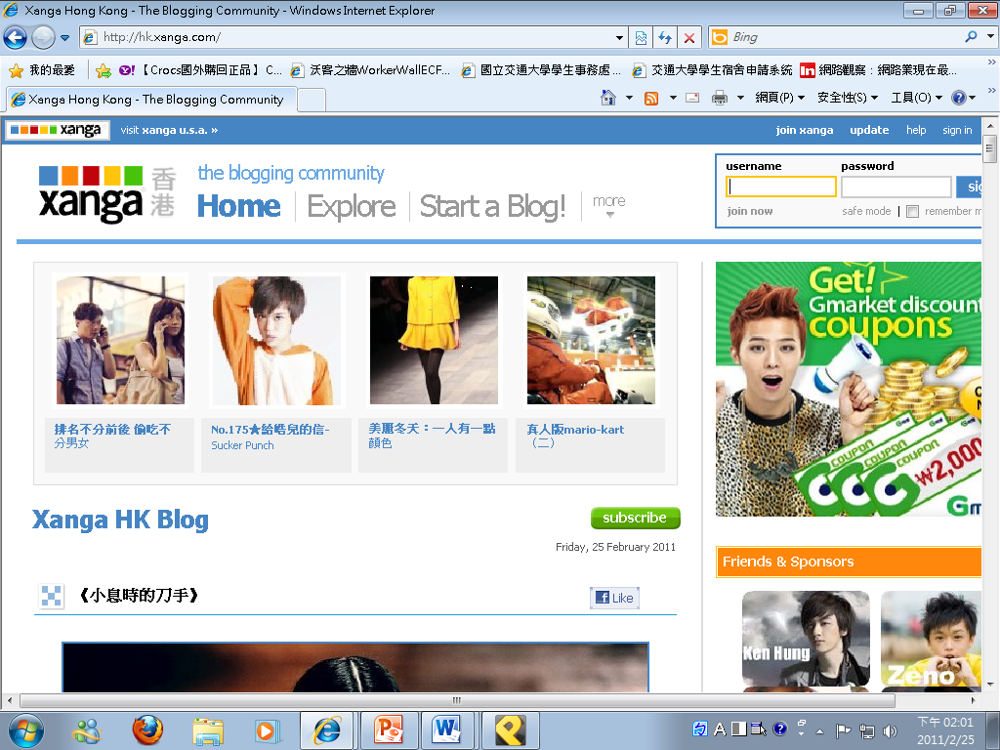 Xanga Hong Kong - The Blogging Community - Windows Internet Explorer
http://hk.xanga.com/
Bing
我的最愛
【Crocs國外購回正品】C...
沃客之牆WorkerWallECF...
國立交通大學學生事務處...
交通大學學生宿舍申請系統
網路觀察：網路業現在最...
Xanga Hong Kong - The Blogging Community
網頁(P)
安全性(S)
工具(O)
xanga
visit xanga u.s.a. »
join xanga
update
help
sign in
xanga
香港
the blogging community
Home
Explore
Start a Blog!
more
username
password
sig
join now
safe mode
remember m
Get!
Gmarket discount
coupons
COUPON
COUPON
COUPON
₩2,000
Gm
排名不分前後 偷吃不
分男女
No.175★給晧兒的信-
Sucker Punch
美麗冬天：一人有一點
顏色
真人版mario-kart
（二）
Xanga HK Blog
subscribe
Friday, 25 February 2011
《小息時的刀手》
Like
Friends & Sponsors
Ken Hung
Zeno
下午 02:01
2011/2/25